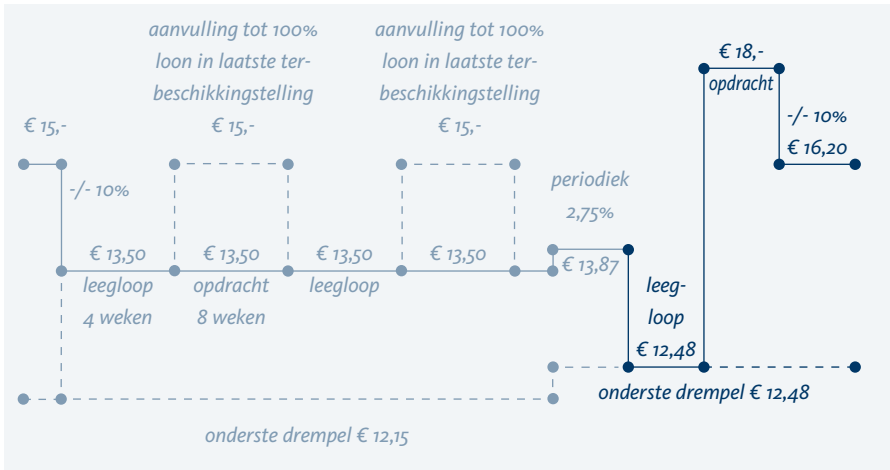 aanvulling tot 100%
loon in laatste ter-
beschikkingstelling
€ 15,-
aanvulling tot 100%
loon in laatste ter-
beschikkingstelling
€ 15,-
€ 15,-
-/- 10%
€ 13,50
leegloop
4 weken
€ 13,50
opdracht
8 weken
€ 13,50
leegloop
€ 13,50
periodiek
2,75%
€ 13,87
leeg-
loop
€ 12,48
€ 18,-
opdracht
-/- 10%
€ 16,20
onderste drempel € 12,48
onderste drempel € 12,15